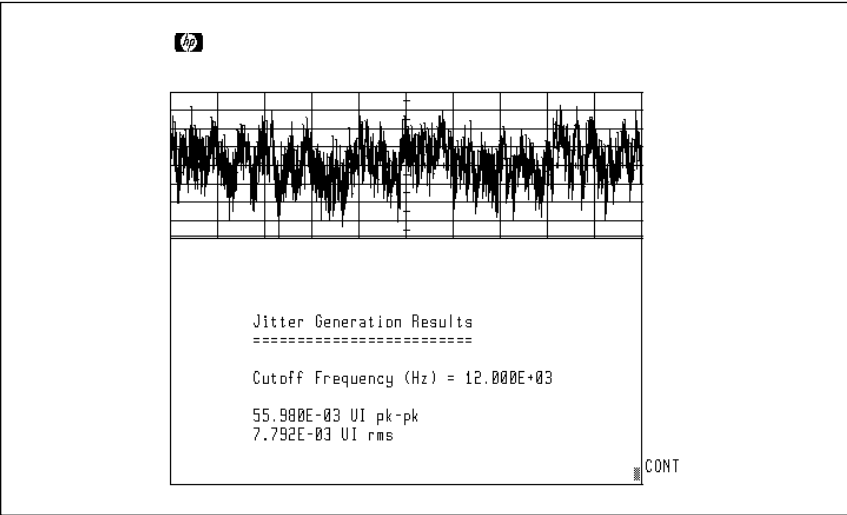 hp
Jitter Generation Results
=========================
Cutoff Frequency (Hz) = 12.000E+03
55.980E-03 UI pk-pk
7.792E-03 UI rms
CONT